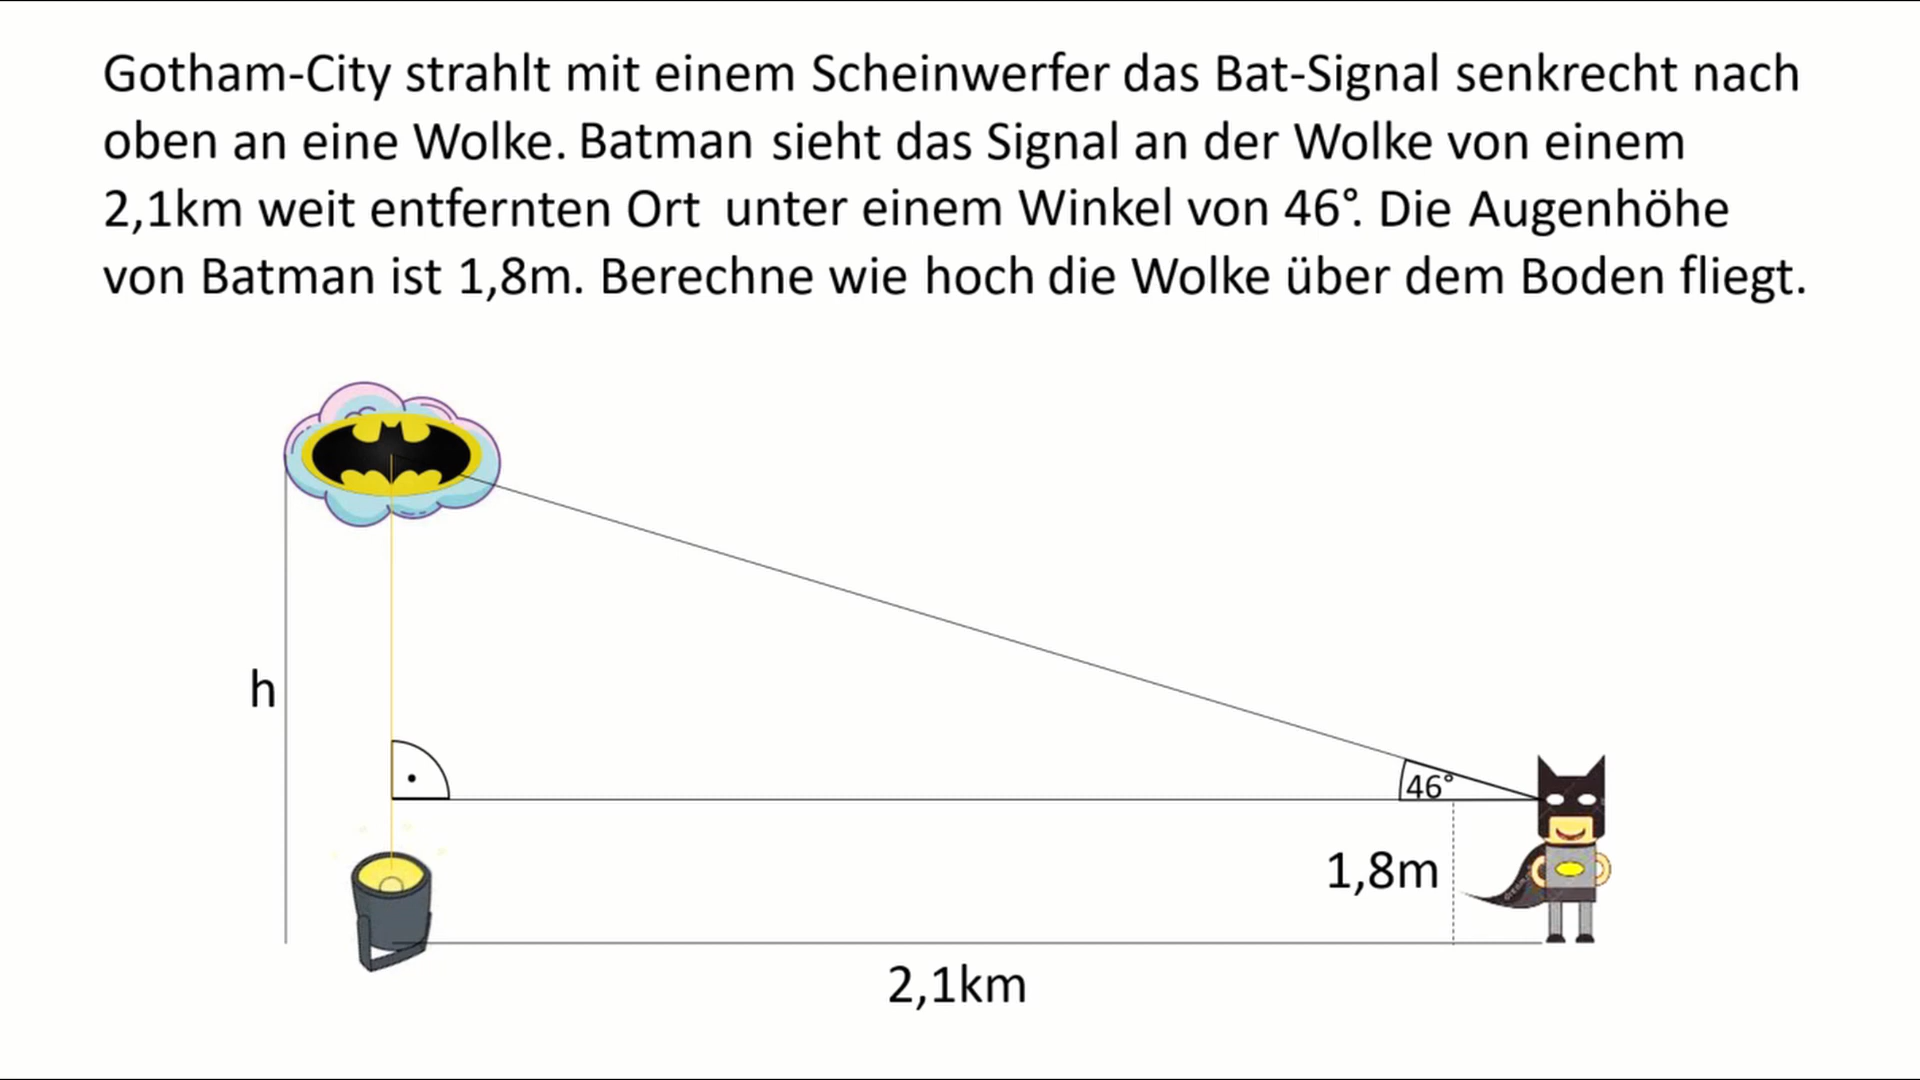 Gotham-City strahlt mit einem Scheinwerfer das Bat-Signal senkrecht nach
oben an eine Wolke. Batman sieht das Signal an der Wolke von einem
2,1km weit entfernten Ort unter einem Winkel von 46°. Die Augenhöhe
von Batman ist 1,8m. Berechne wie hoch die Wolke über dem Boden fliegt.
h
46°
1,8m
2,1km